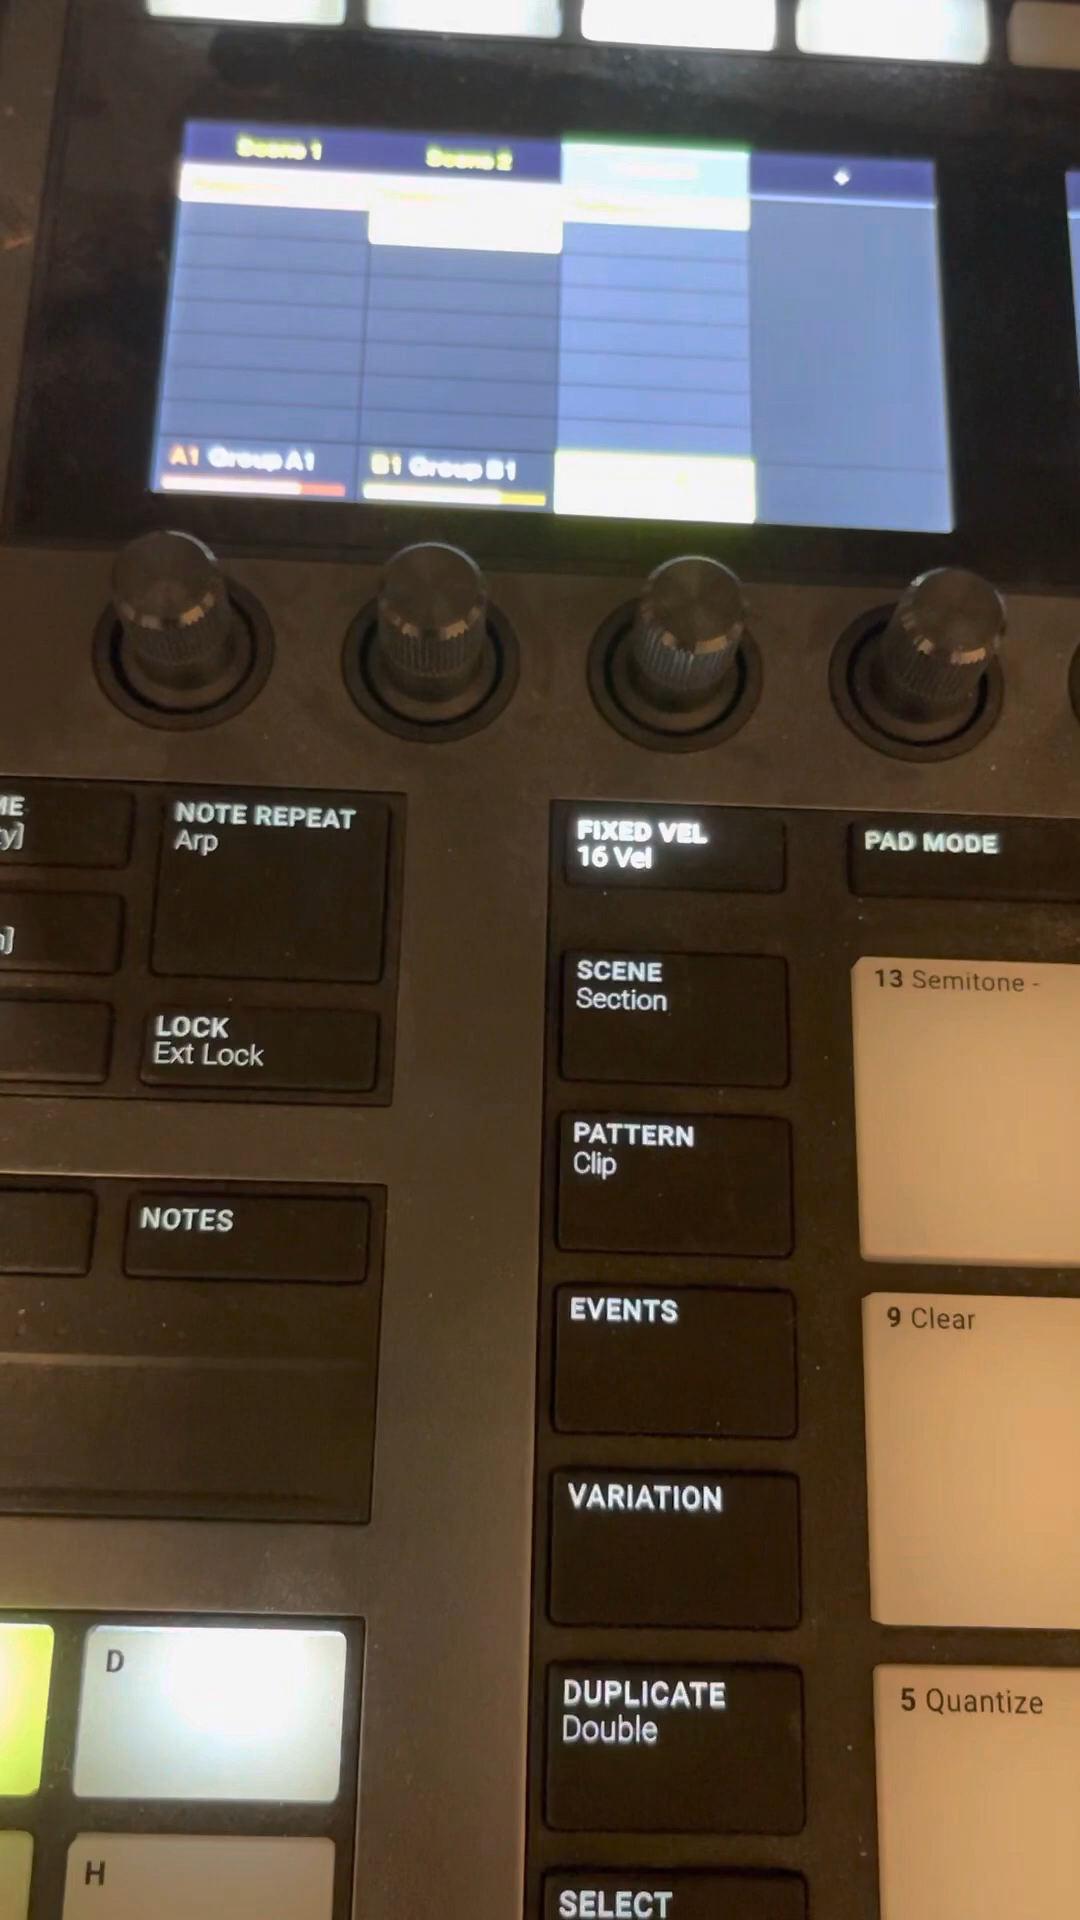 Scene 1
Scene 2
A1 Group A1
B1 Group B1
NOTE REPEAT
Arp
FIXED VEL
16 Vel
PAD MODE
SCENE
Section
13 Semitone -
LOCK
Ext Lock
PATTERN
Clip
NOTES
EVENTS
9 Clear
VARIATION
D
DUPLICATE
Double
5 Quantize
H
SELECT